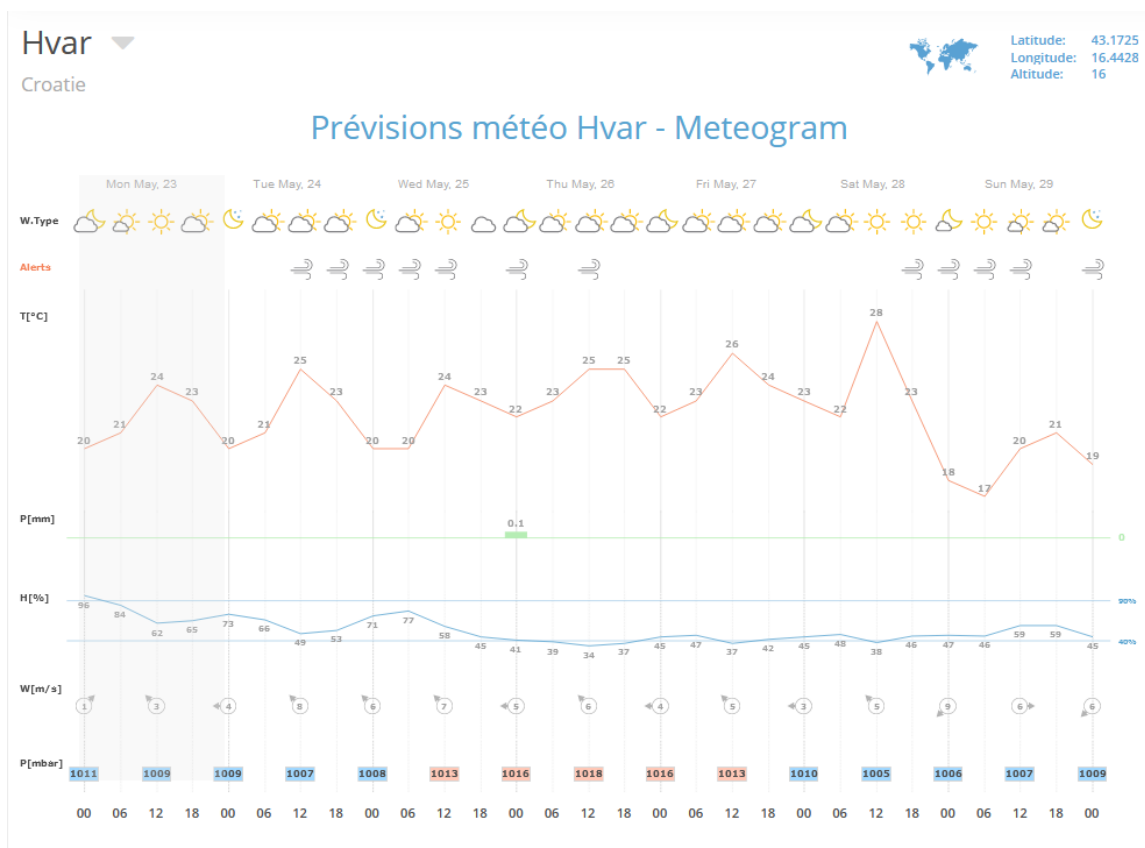 Hvar
Croatie
Latitude: 43.1725
Longitude: 16.4428
Altitude: 16
Prévisions météo Hvar - Meteogram
Mon May, 23 Tue May, 24 Wed May, 25 Thu May, 26 Fri May, 27 Sat May, 28 Sun May, 29
W.Type
Alerts
T[°C]
20 21 24 23 20 21 25 23 20 20 24 23 22 23 25 25 22 23 26 24 23 22 28 23 18 17 20 21 19
P[mm]
0.1
0
H[%]
90%
40%
96 84 62 65 73 66 49 53 71 77 58 45 41 39 34 37 45 47 37 42 45 48 38 46 47 46 59 59 45
W[m/s]
1 3 4 8 6 7 5 6 4 5 3 5 9 6 6
P[mbar]
1011 1009 1009 1007 1008 1013 1016 1018 1016 1013 1010 1005 1006 1007 1009
00 06 12 18 00 06 12 18 00 06 12 18 00 06 12 18 00 06 12 18 00 06 12 18 00 06 12 18 00